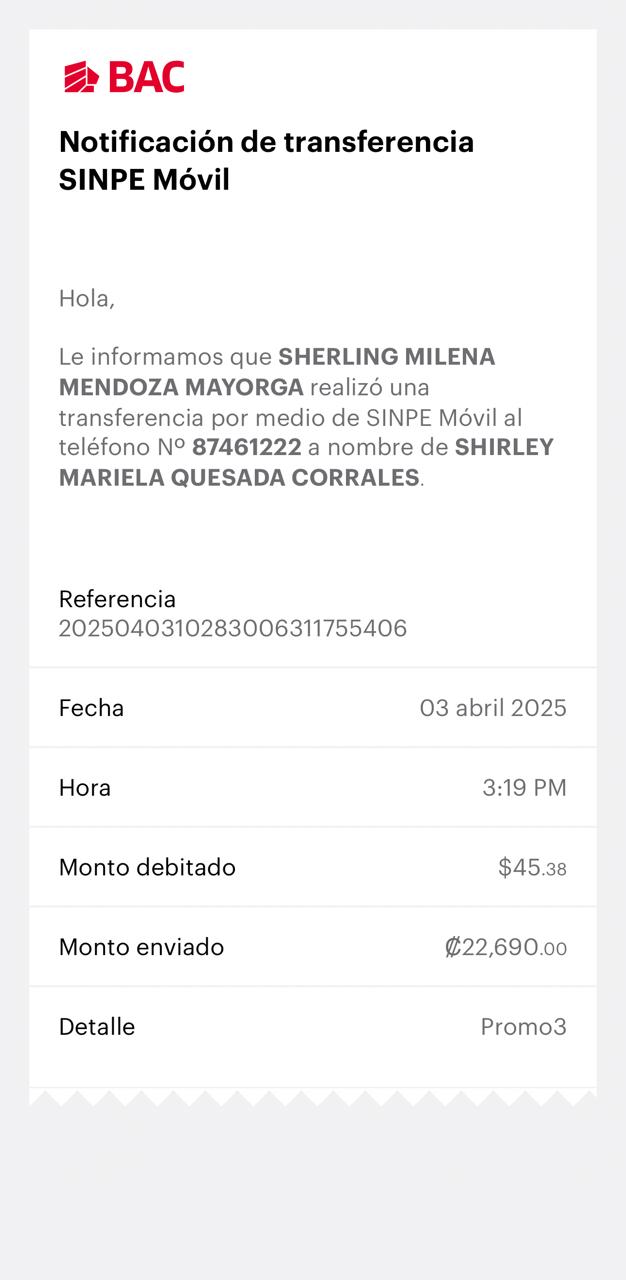 BAC
Notificación de transferencia
SINPE Móvil
Hola,
Le informamos que SHERLING MILENA
MENDOZA MAYORGA realizó una
transferencia por medio de SINPE Móvil al
teléfono Nº 87461222 a nombre de SHIRLEY
MARIELA QUESADA CORRALES.
Referencia
2025040310283006311755406
Fecha 03 abril 2025
Hora 3:19 PM
Monto debitado $45.38
Monto enviado ₡22,690.00
Detalle Promo3